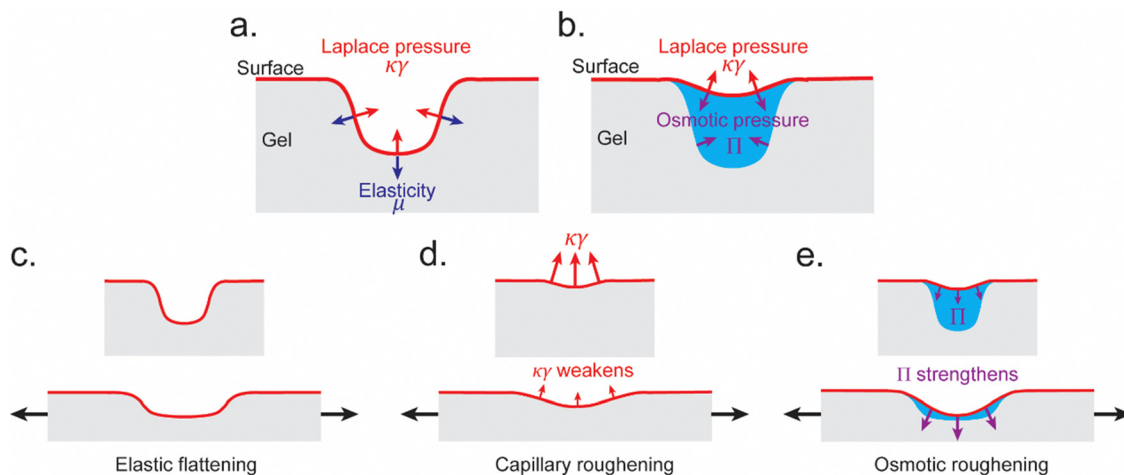 a.
Laplace pressure
κγ
Surface
Gel
Elasticity
μ
b.
Laplace pressure
κγ
Surface
Osmotic pressure
Gel
Π
c.
Elastic flattening
d.
κγ
κγ weakens
Capillary roughening
e.
Π
Π strengthens
Osmotic roughening